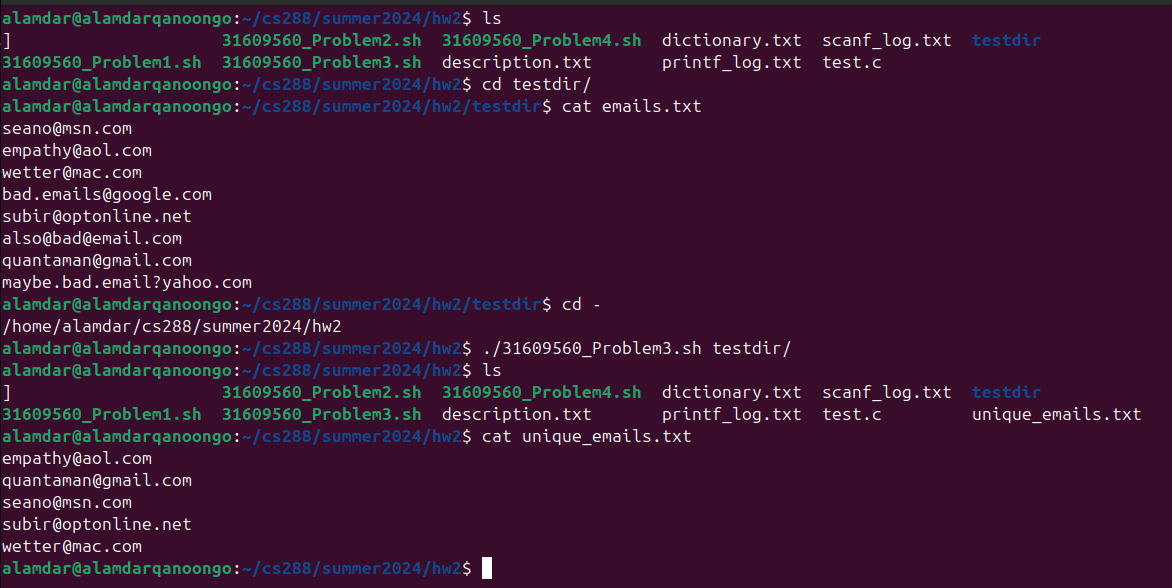 alamdar@alamdarqanoongo:~/cs288/summer2024/hw2$ ls
]                     31609560_Problem2.sh  31609560_Problem4.sh  dictionary.txt  scanf_log.txt  testdir
31609560_Problem1.sh  31609560_Problem3.sh  description.txt       printf_log.txt  test.c
alamdar@alamdarqanoongo:~/cs288/summer2024/hw2$ cd testdir/
alamdar@alamdarqanoongo:~/cs288/summer2024/hw2/testdir$ cat emails.txt
seano@msn.com
empathy@aol.com
wetter@mac.com
bad.emails@google.com
subir@optonline.net
also@bad@email.com
quantaman@gmail.com
maybe.bad.email?yahoo.com
alamdar@alamdarqanoongo:~/cs288/summer2024/hw2/testdir$ cd -
/home/alamdar/cs288/summer2024/hw2
alamdar@alamdarqanoongo:~/cs288/summer2024/hw2$ ./31609560_Problem3.sh testdir/
alamdar@alamdarqanoongo:~/cs288/summer2024/hw2$ ls
]                     31609560_Problem2.sh  31609560_Problem4.sh  dictionary.txt  scanf_log.txt  testdir
31609560_Problem1.sh  31609560_Problem3.sh  description.txt       printf_log.txt  test.c         unique_emails.txt
alamdar@alamdarqanoongo:~/cs288/summer2024/hw2$ cat unique_emails.txt
empathy@aol.com
quantaman@gmail.com
seano@msn.com
subir@optonline.net
wetter@mac.com
alamdar@alamdarqanoongo:~/cs288/summer2024/hw2$